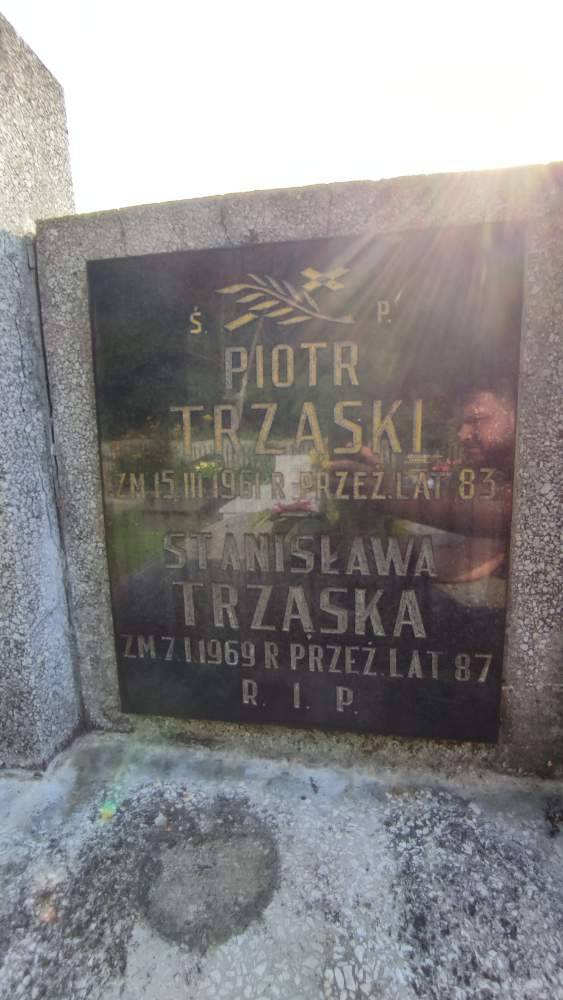 Ś. P.
PIOTR
TRZĄSKI
ZM 15.III 1961 R PRZEŻ.LAT 83
STANISŁAWA
TRZĄSKA
ZM 7.I 1969 R PRZEŻ.LAT 87
R. I. P.